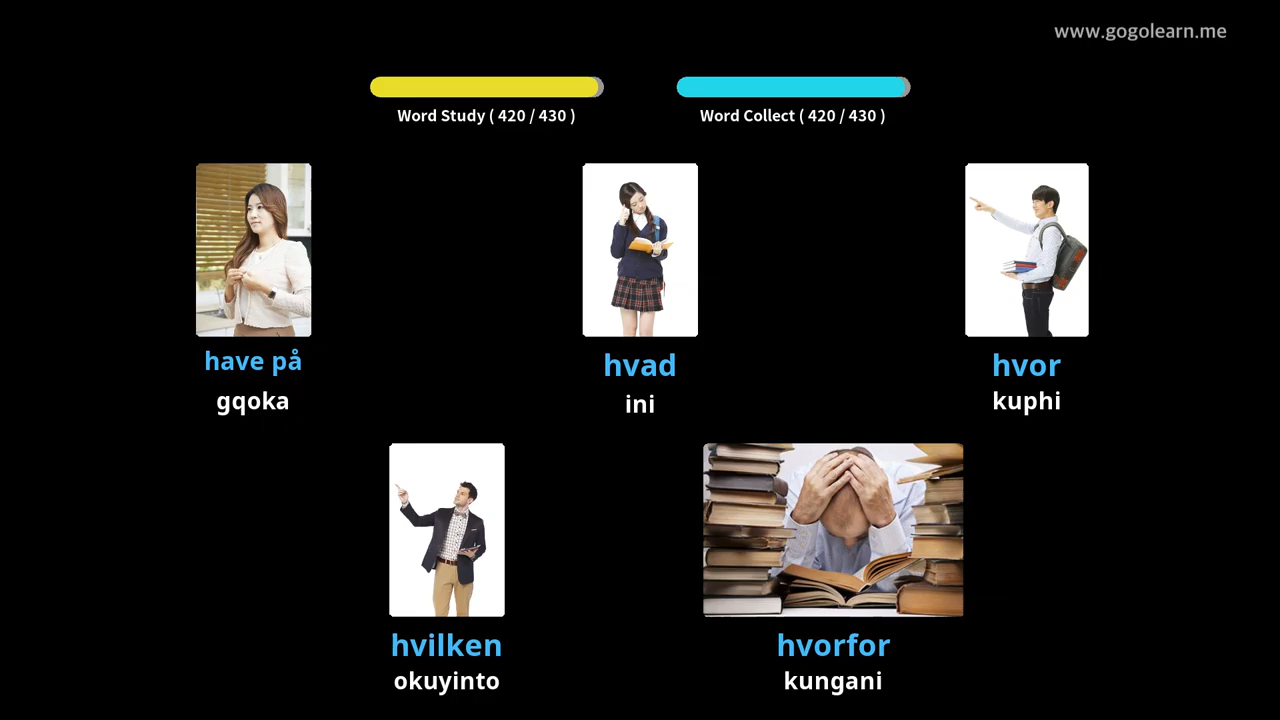 www.gogolearn.me
Word Study ( 420 / 430 )
Word Collect ( 420 / 430 )
have på
gqoka
hvad
ini
hvor
kuphi
hvilken
okuyinto
hvorfor
kungani